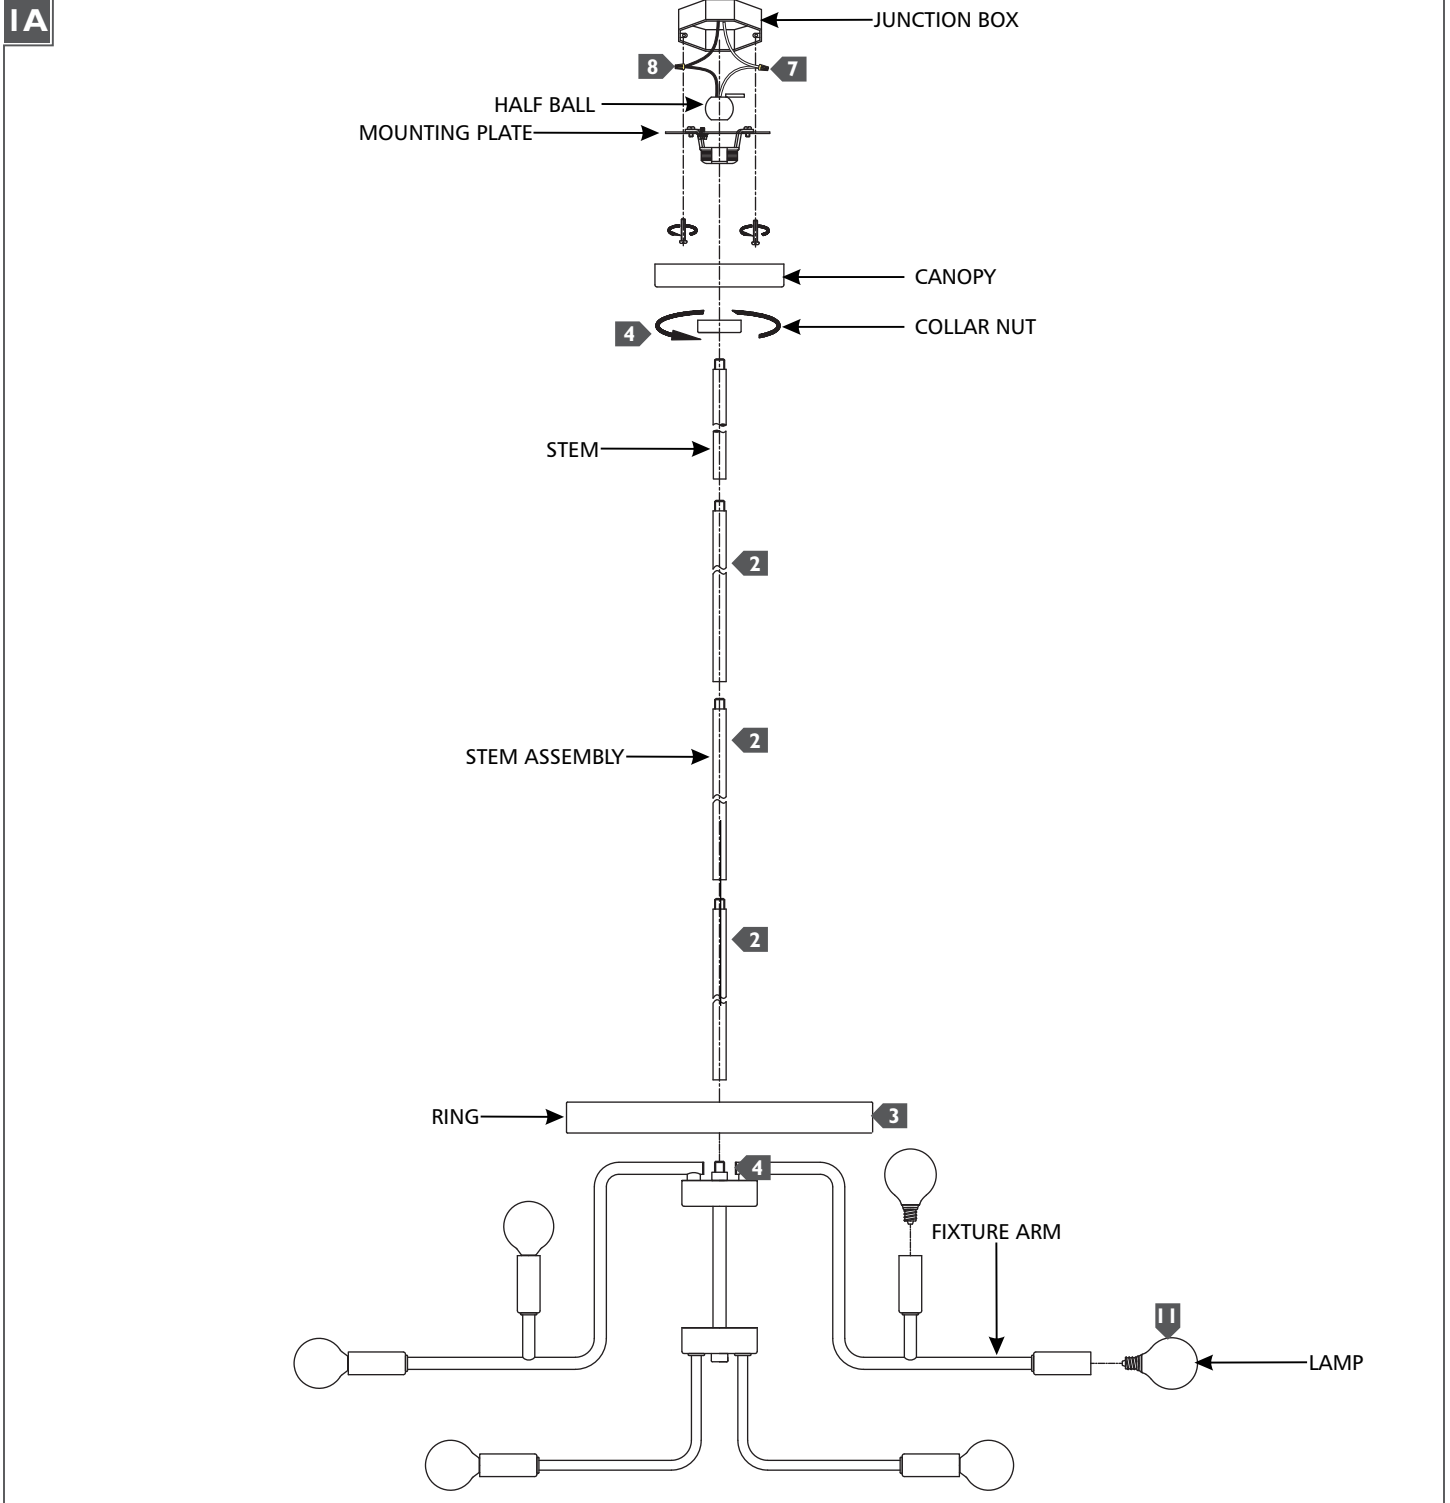 1A
JUNCTION BOX
8
7
HALF BALL
MOUNTING PLATE
CANOPY
4
COLLAR NUT
STEM
2
2
STEM ASSEMBLY
2
RING
3
4
FIXTURE ARM
11
LAMP